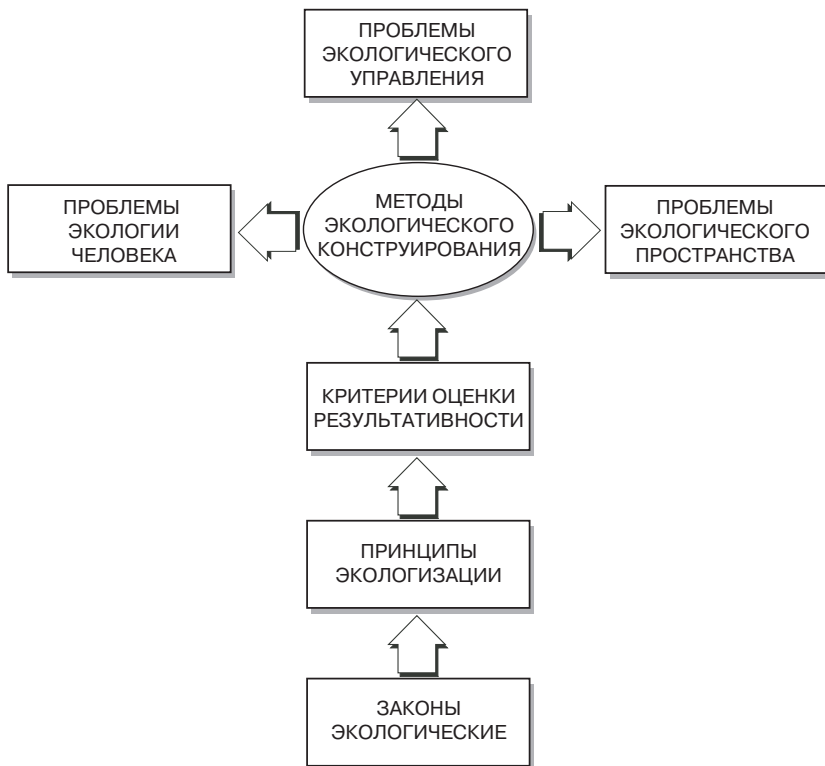 ПРОБЛЕМЫ
ЭКОЛОГИЧЕСКОГО
УПРАВЛЕНИЯ
ПРОБЛЕМЫ
ЭКОЛОГИИ
ЧЕЛОВЕКА
МЕТОДЫ
ЭКОЛОГИЧЕСКОГО
КОНСТРУИРОВАНИЯ
ПРОБЛЕМЫ
ЭКОЛОГИЧЕСКОГО
ПРОСТРАНСТВА
КРИТЕРИИ ОЦЕНКИ
РЕЗУЛЬТАТИВНОСТИ
ПРИНЦИПЫ
ЭКОЛОГИЗАЦИИ
ЗАКОНЫ
ЭКОЛОГИЧЕСКИЕ